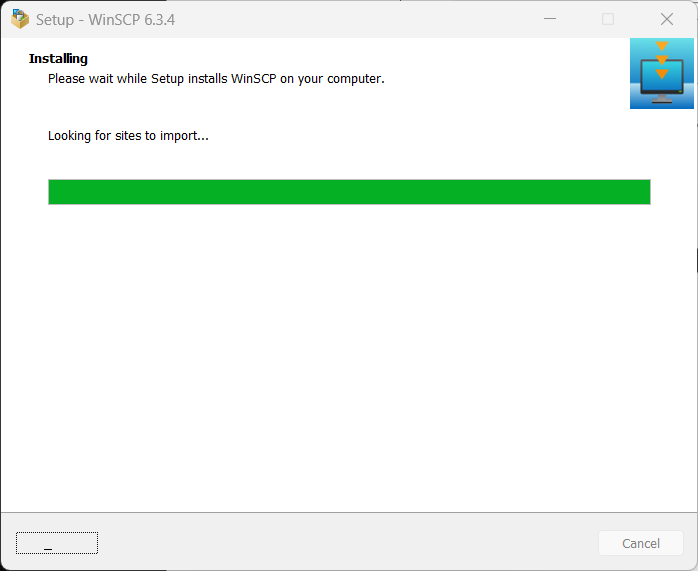 Setup - WinSCP 6.3.4
Installing
Please wait while Setup installs WinSCP on your computer.
Looking for sites to import...
_
Cancel